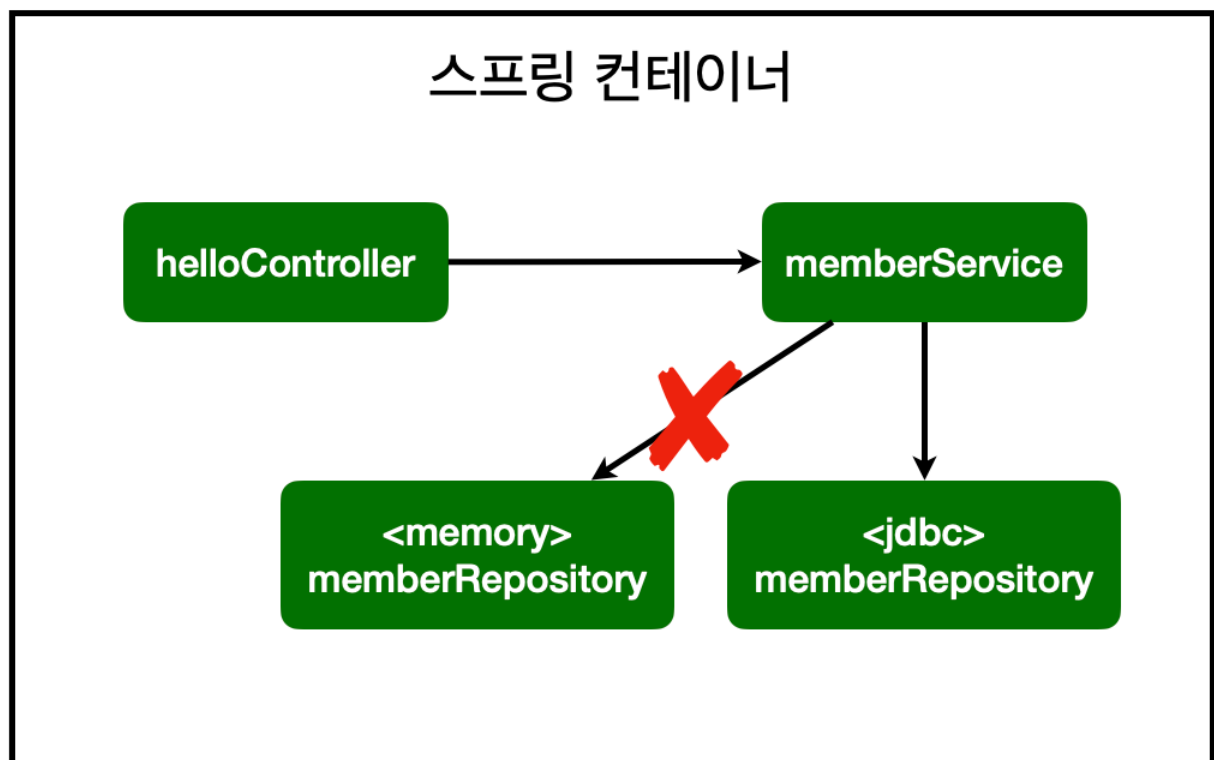 스프링 컨테이너
helloController
memberService
<memory>
memberRepository
<jdbc>
memberRepository